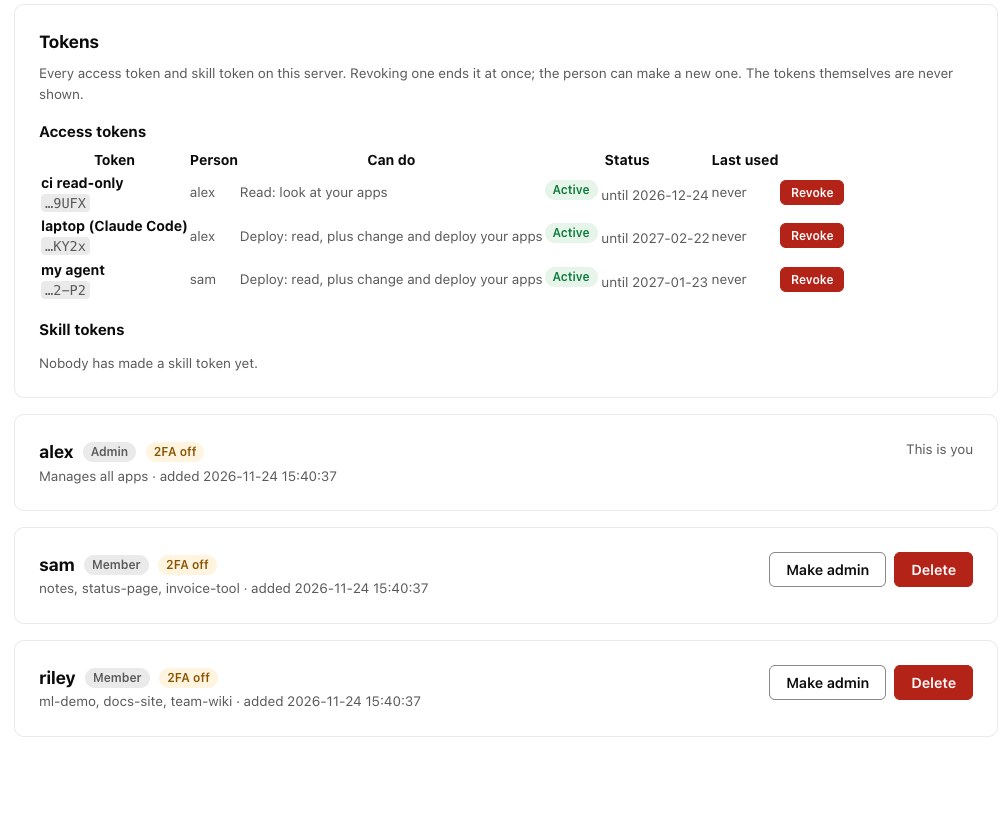 Tokens
Every access token and skill token on this server. Revoking one ends it at once; the person can make a new one. The tokens themselves are never
shown.
Access tokens
Token Person Can do Status Last used
ci read-only
…9UFX alex Read: look at your apps Active until 2026-12-24 never Revoke
laptop (Claude Code)
…KY2x alex Deploy: read, plus change and deploy your apps Active until 2027-02-22 never Revoke
my agent
…2-P2 sam Deploy: read, plus change and deploy your apps Active until 2027-01-23 never Revoke
Skill tokens
Nobody has made a skill token yet.
alex Admin 2FA off This is you
Manages all apps · added 2026-11-24 15:40:37
sam Member 2FA off Make admin Delete
notes, status-page, invoice-tool · added 2026-11-24 15:40:37
riley Member 2FA off Make admin Delete
ml-demo, docs-site, team-wiki · added 2026-11-24 15:40:37